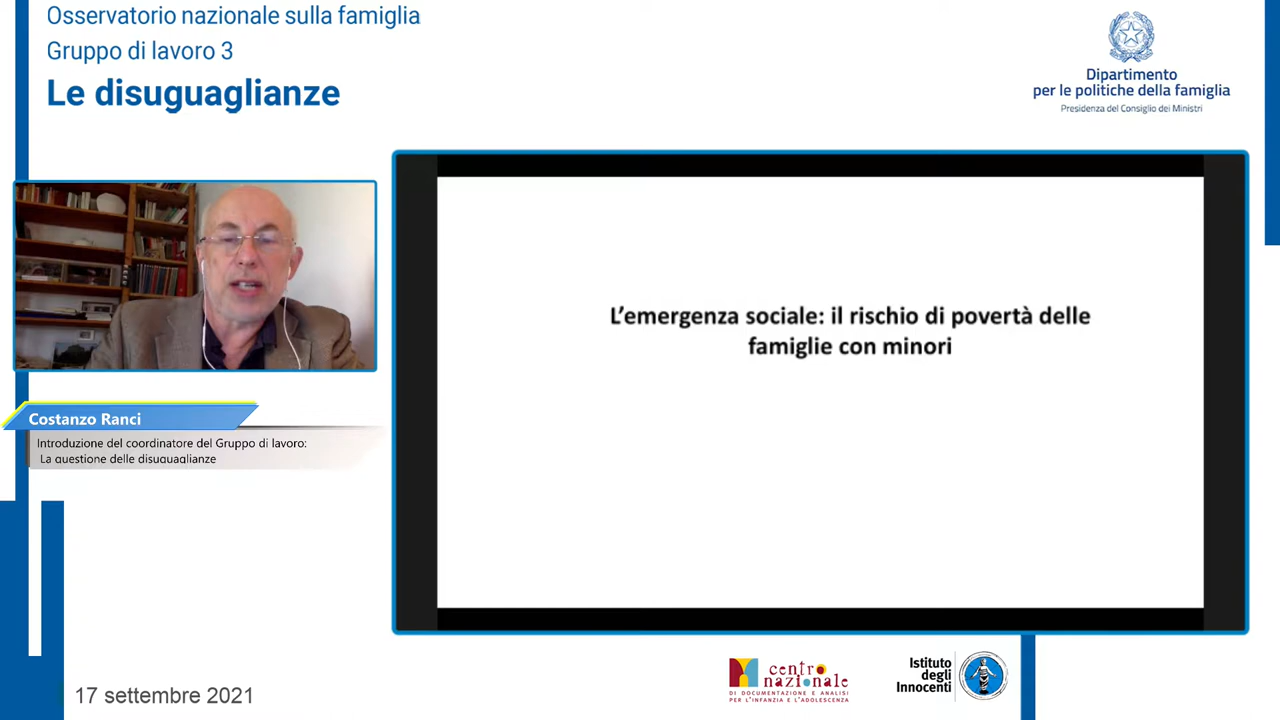 Osservatorio nazionale sulla famiglia
Gruppo di lavoro 3
Le disuguaglianze
Dipartimento
per le politiche della famiglia
Presidenza del Consiglio dei Ministri
L'emergenza sociale: il rischio di povertà delle
famiglie con minori
Costanzo Ranci
Introduzione del coordinatore del Gruppo di lavoro:
La questione delle disuguaglianze
17 settembre 2021
centro
nazionale
DI DOCUMENTAZIONE E ANALISI
PER L'INFANZIA E L'ADOLESCENZA
Istituto
degli
Innocenti